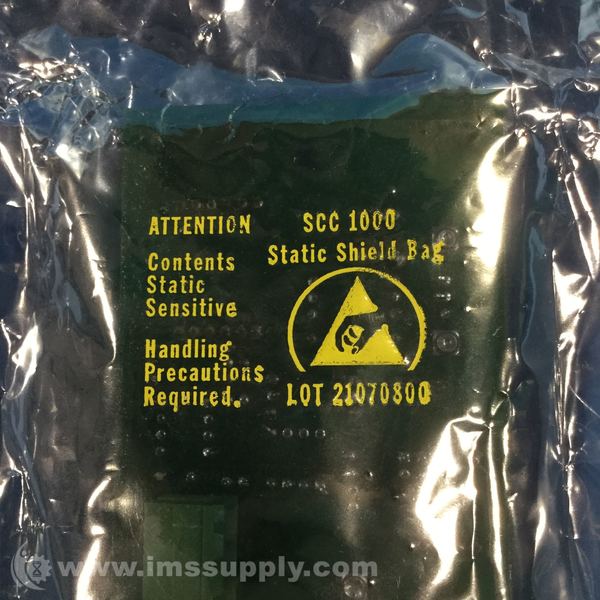 ATTENTION
Contents
Static
Sensitive
Handling
Precautions
Required.
SCC 1000
Static Shield Bag
LOT 21070800
www.imssupply.com